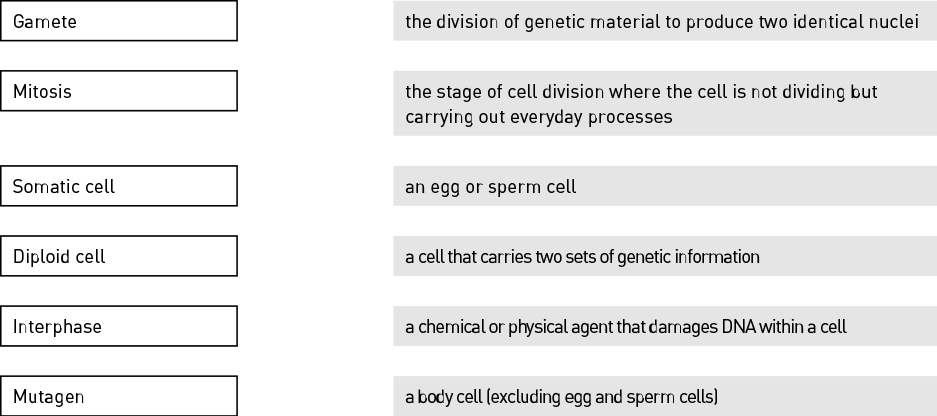 Gamete
the division of genetic material to produce two identical nuclei
Mitosis
the stage of cell division where the cell is not dividing but
carrying out everyday processes
Somatic cell
an egg or sperm cell
Diploid cell
a cell that carries two sets of genetic information
Interphase
a chemical or physical agent that damages DNA within a cell
Mutagen
a body cell (excluding egg and sperm cells)